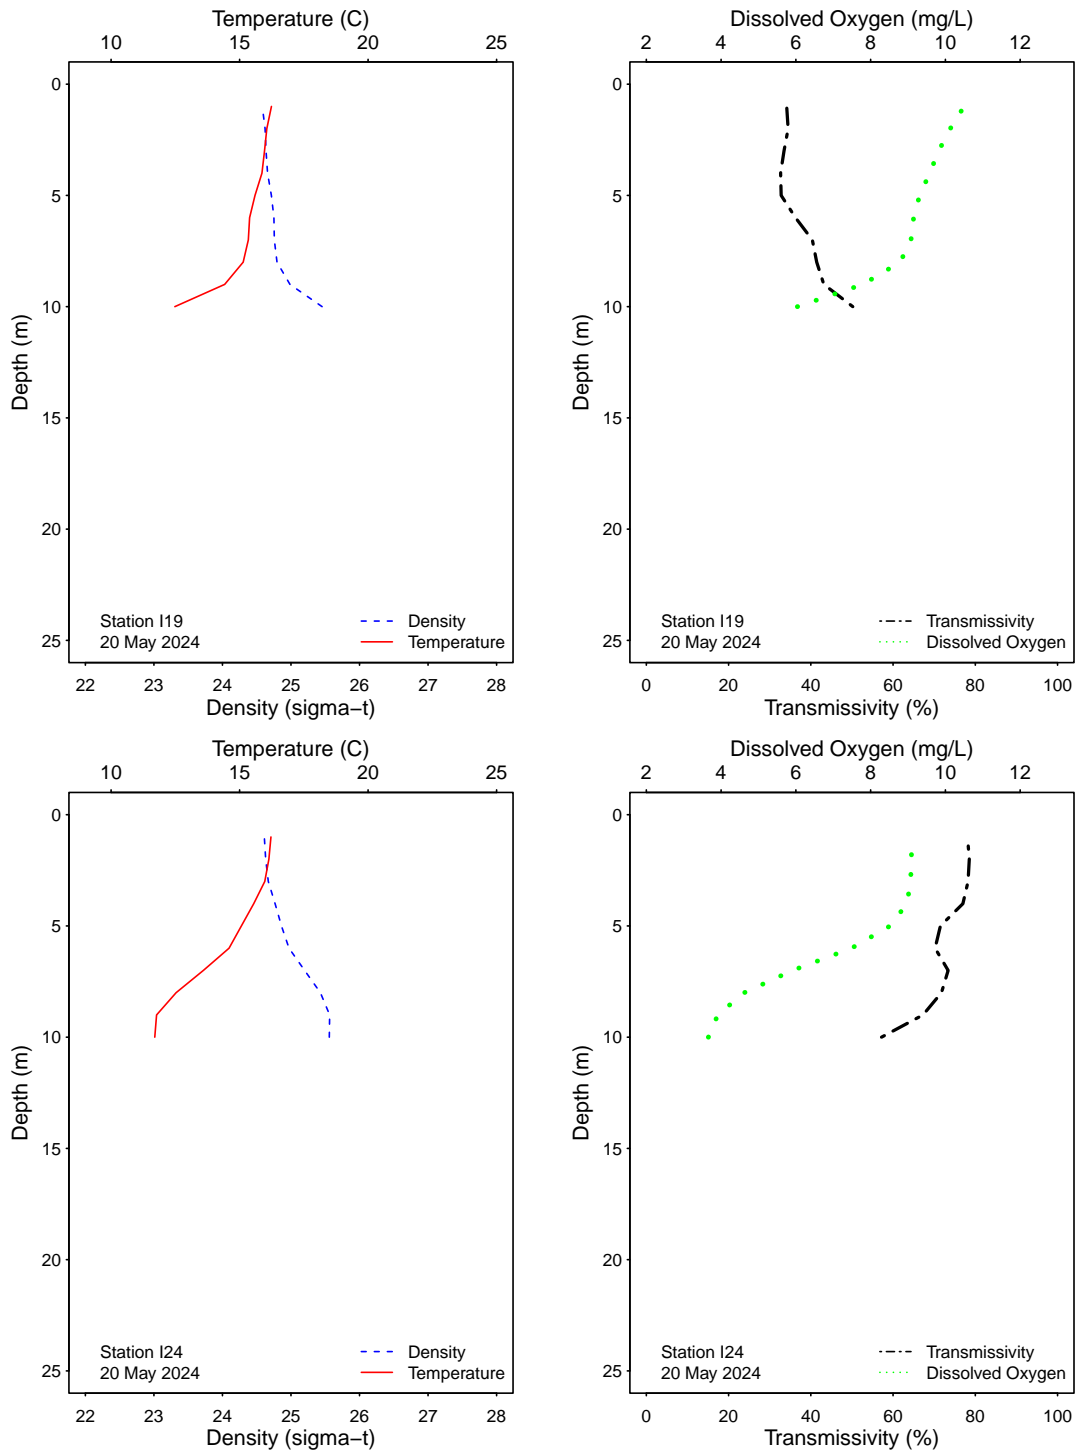 Temperature (C)
10 15 20 25
0
5
10
15
20
25
Depth (m)
Station I19
20 May 2024
Density
Temperature
22 23 24 25 26 27 28
Density (sigma−t)
Dissolved Oxygen (mg/L)
2 4 6 8 10 12
0
5
10
15
20
25
Depth (m)
Station I19
20 May 2024
Transmissivity
Dissolved Oxygen
0 20 40 60 80 100
Transmissivity (%)
Temperature (C)
10 15 20 25
0
5
10
15
20
25
Depth (m)
Station I24
20 May 2024
Density
Temperature
22 23 24 25 26 27 28
Density (sigma−t)
Dissolved Oxygen (mg/L)
2 4 6 8 10 12
0
5
10
15
20
25
Depth (m)
Station I24
20 May 2024
Transmissivity
Dissolved Oxygen
0 20 40 60 80 100
Transmissivity (%)